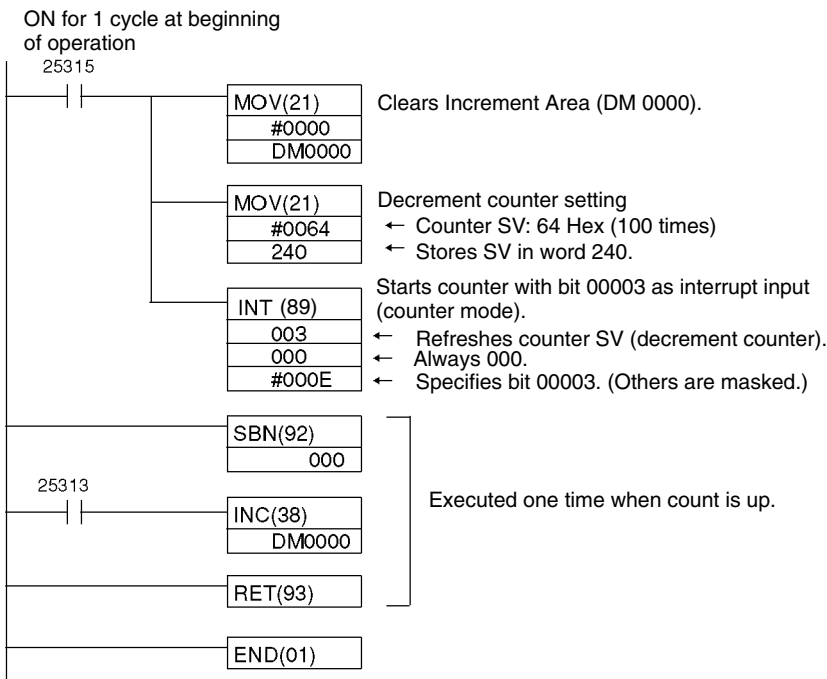 ON for 1 cycle at beginning
of operation
25315
MOV(21)
#0000
DM0000
Clears Increment Area (DM 0000).
MOV(21)
#0064
240
Decrement counter setting
← Counter SV: 64 Hex (100 times)
← Stores SV in word 240.
INT (89)
003
000
#000E
Starts counter with bit 00003 as interrupt input
(counter mode).
← Refreshes counter SV (decrement counter).
← Always 000.
← Specifies bit 00003. (Others are masked.)
SBN(92)
000
25313
INC(38)
DM0000
Executed one time when count is up.
RET(93)
END(01)